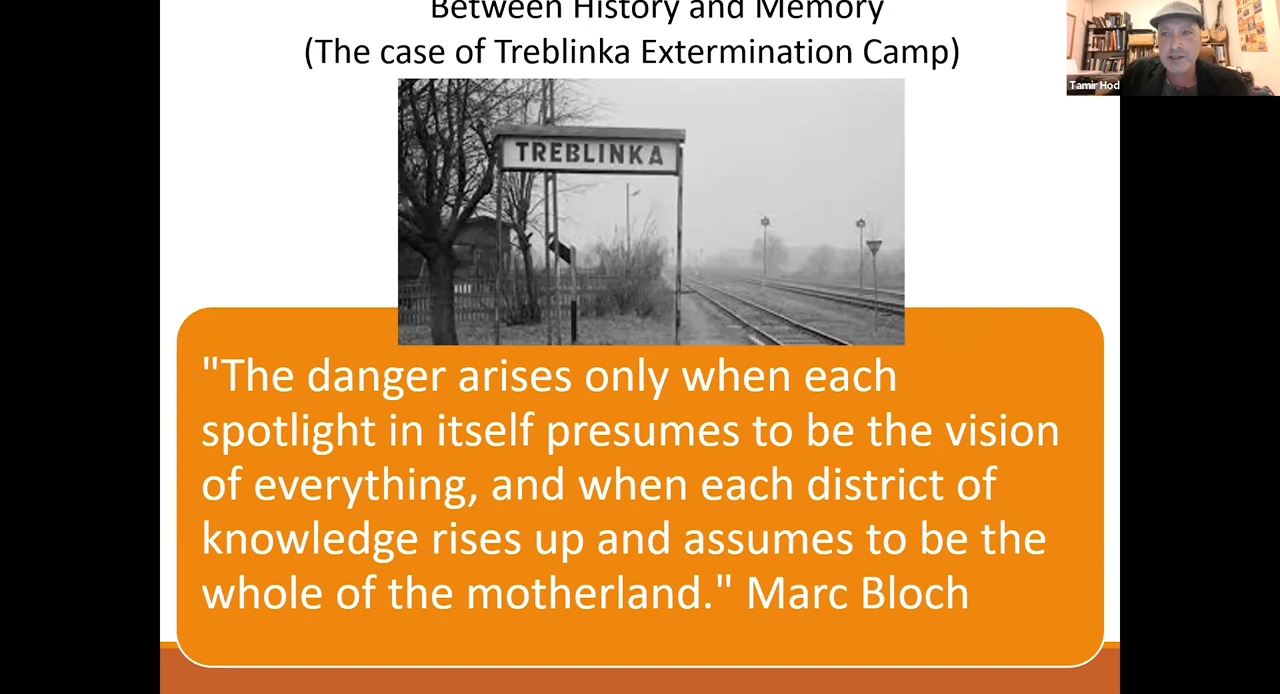 Between History and Memory
(The case of Treblinka Extermination Camp)
Tamir Hod
TREBLINKA
"The danger arises only when each
spotlight in itself presumes to be the vision
of everything, and when each district of
knowledge rises up and assumes to be the
whole of the motherland." Marc Bloch